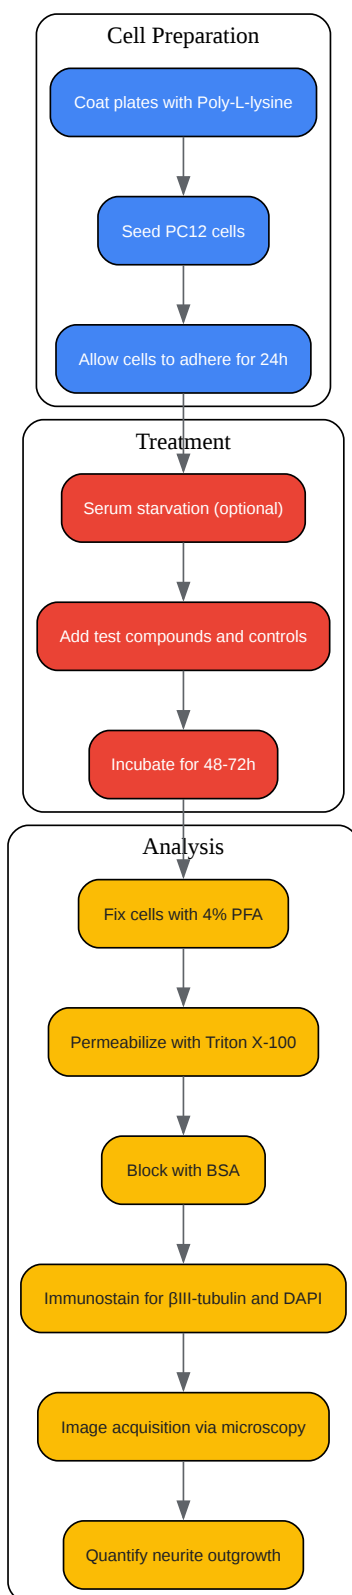 Cell Preparation
Coat plates with Poly-L-lysine
Seed PC12 cells
Allow cells to adhere for 24h
Treatment
Serum starvation (optional)
Add test compounds and controls
Incubate for 48-72h
Analysis
Fix cells with 4% PFA
Permeabilize with Triton X-100
Block with BSA
Immunostain for βIII-tubulin and DAPI
Image acquisition via microscopy
Quantify neurite outgrowth